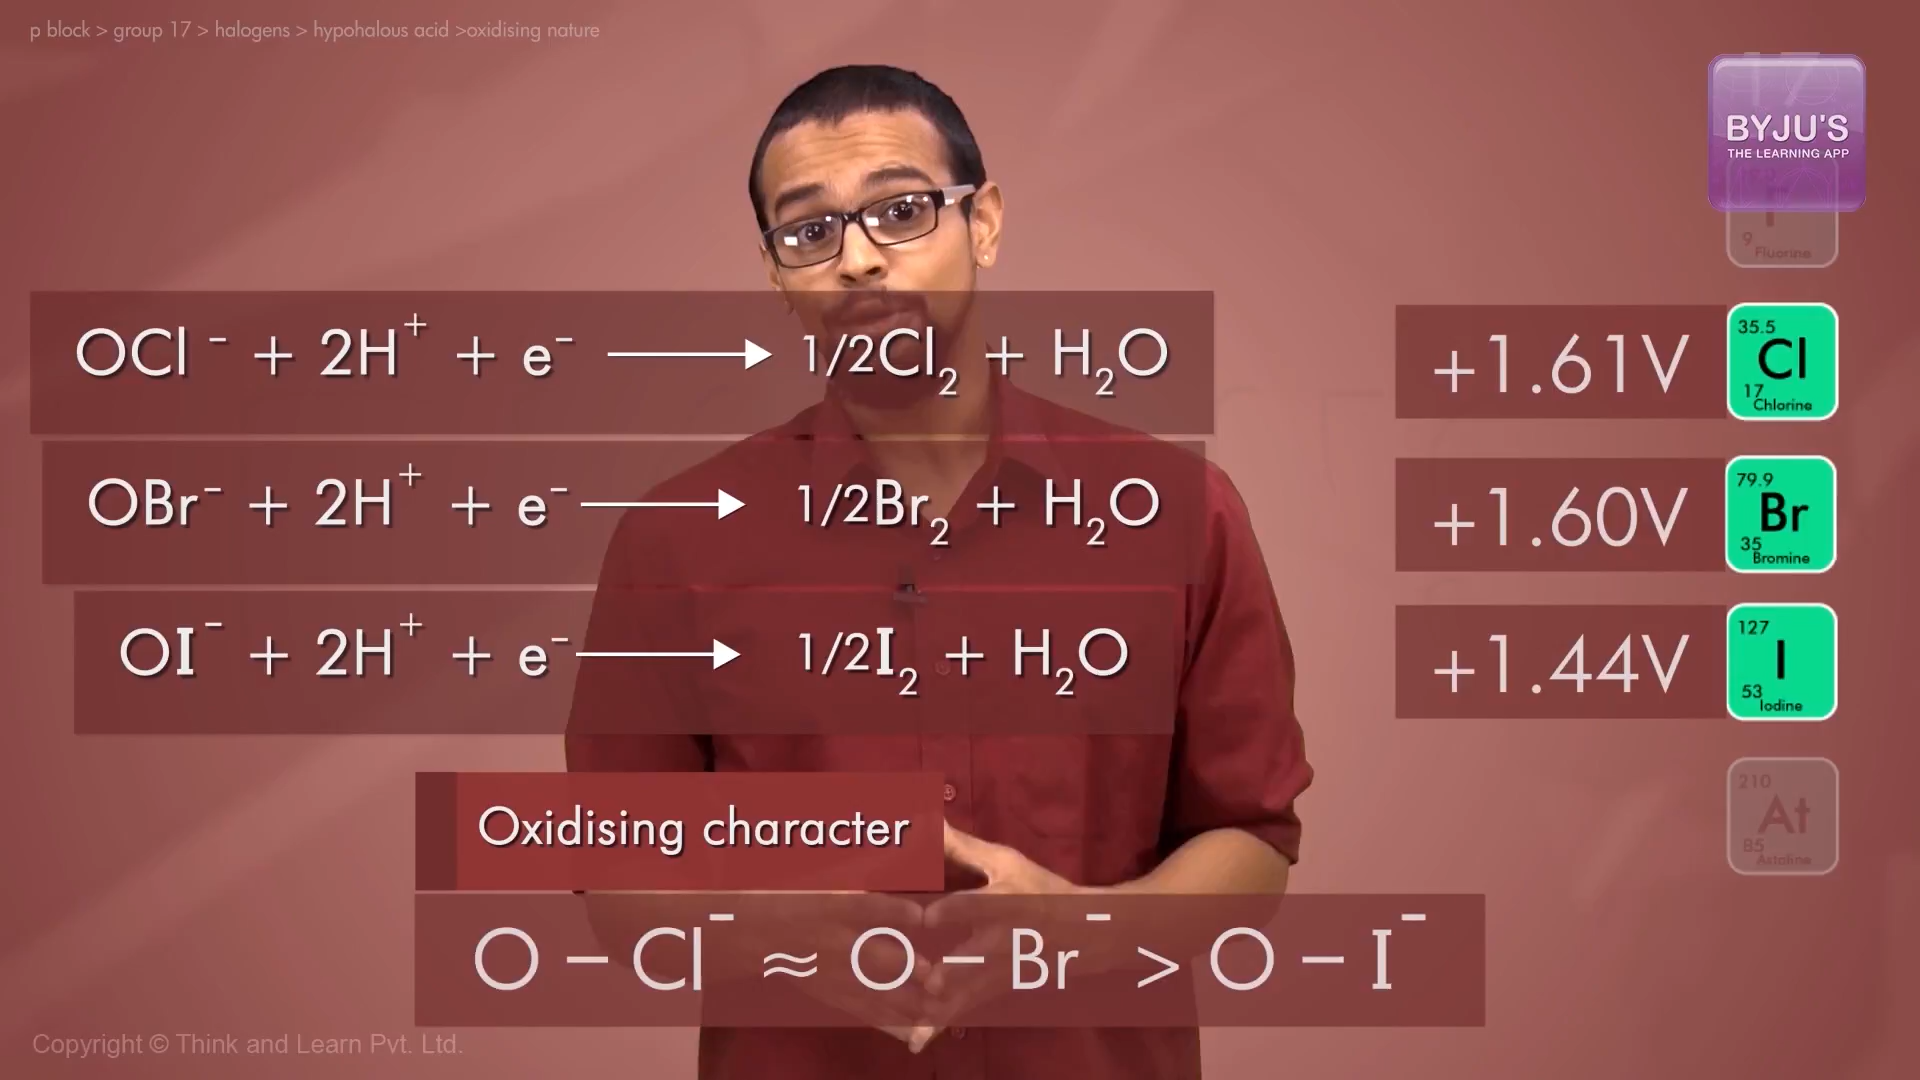 p block > group 17 > halogens > hypohalous acid >oxidising nature
BYJU'S
THE LEARNING APP
9
Fluorine
OCl⁻ + 2H⁺ + e⁻ ⟶ 1/2Cl₂ + H₂O
+1.61V
35.5
Cl
17
Chlorine
OBr⁻ + 2H⁺ + e⁻ ⟶ 1/2Br₂ + H₂O
+1.60V
79.9
Br
35
Bromine
OI⁻ + 2H⁺ + e⁻ ⟶ 1/2I₂ + H₂O
+1.44V
127
I
53
Iodine
210
At
85
Astatine
Oxidising character
O – Cl⁻ ≈ O – Br⁻ > O – I⁻
Copyright © Think and Learn Pvt. Ltd.